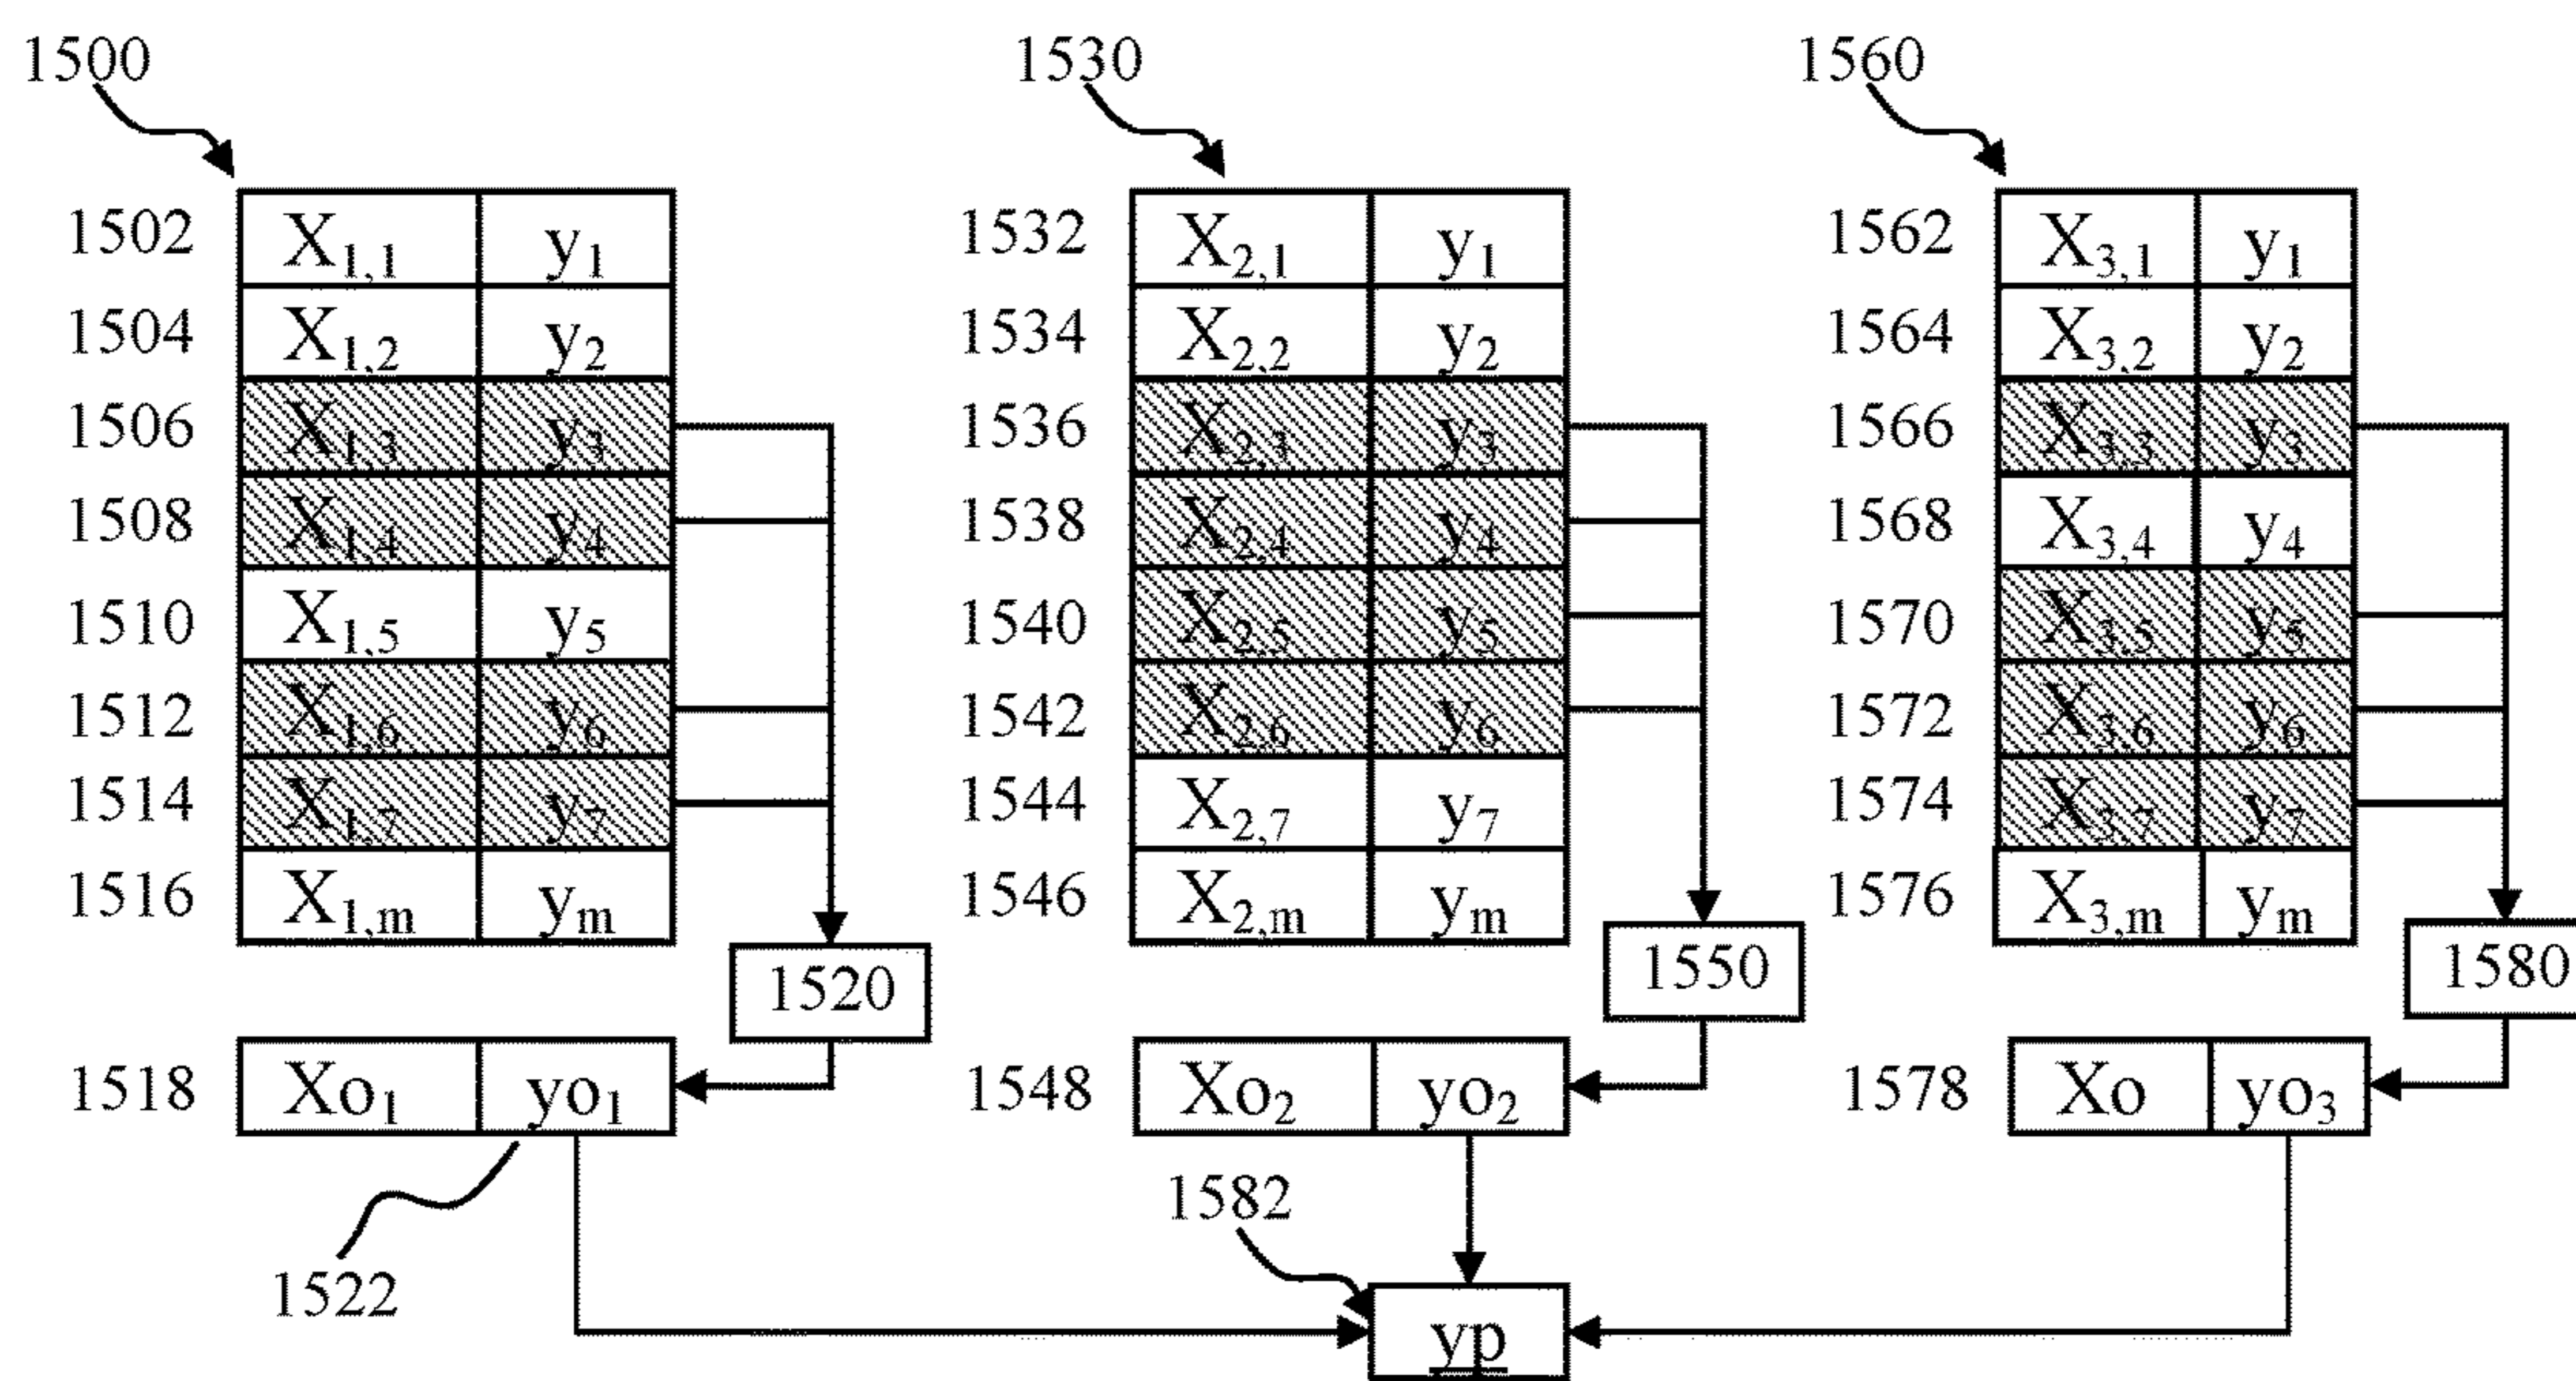 1500 1530 1560
1502 X1,1 y1 1532 X2,1 y1 1562 X3,1 y1
1504 X1,2 y2 1534 X2,2 y2 1564 X3,2 y2
1506 X1,3 y3 1536 X2,3 y3 1566 X3,3 y3
1508 X1,4 y4 1538 X2,4 y4 1568 X3,4 y4
1510 X1,5 y5 1540 X2,5 y5 1570 X3,5 y5
1512 X1,6 y6 1542 X2,6 y6 1572 X3,6 y6
1514 X1,7 y7 1544 X2,7 y7 1574 X3,7 y7
1516 X1,m ym 1546 X2,m ym 1576 X3,m ym
1520 1550 1580
1518 Xo1 yo1 1548 Xo2 yo2 1578 Xo yo3
1582
1522
yp